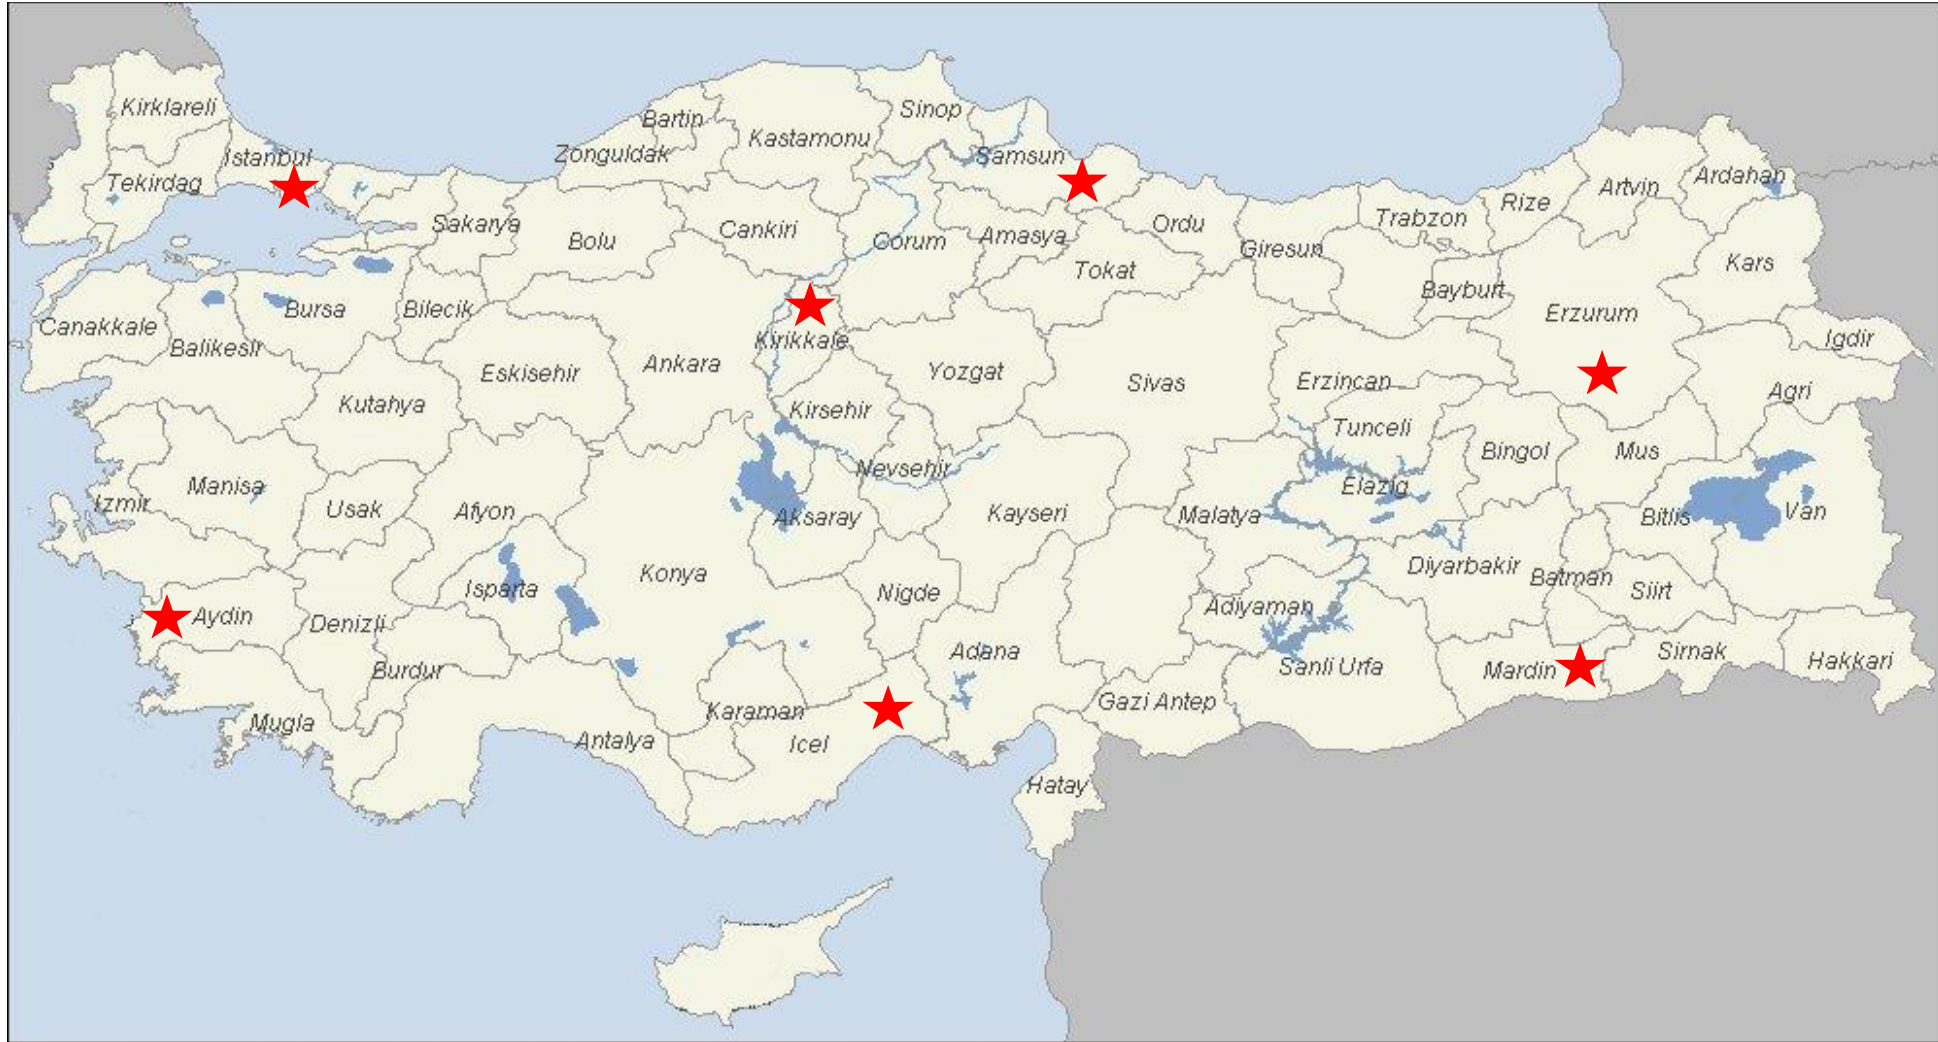 Kirklareli
Istanbul
Tekirdag
Bartin
Zonguldak
Kastamonu
Sinop
Samsun
Sakarya
Bolu
Cankiri
Corum
Amasya
Ordu
Tokat
Giresun
Trabzon
Rize
Artvin
Ardahan
Kars
Canakkale
Balikesir
Bursa
Bilecik
Eskisehir
Ankara
Kirikkale
Yozgat
Sivas
Bayburt
Erzurum
Erzincan
Igdir
Agri
Kutahya
Kirsehir
Tunceli
Bingol
Mus
Izmir
Manisa
Usak
Afyon
Nevsehir
Aksaray
Kayseri
Malatya
Elazig
Bitlis
Van
Konya
Isparta
Aydin
Denizli
Burdur
Nigde
Adana
Adiyaman
Diyarbakir
Batman
Siirt
Sanli Urfa
Mardin
Sirnak
Hakkari
Mugla
Antalya
Karaman
Icel
Gazi Antep
Hatay